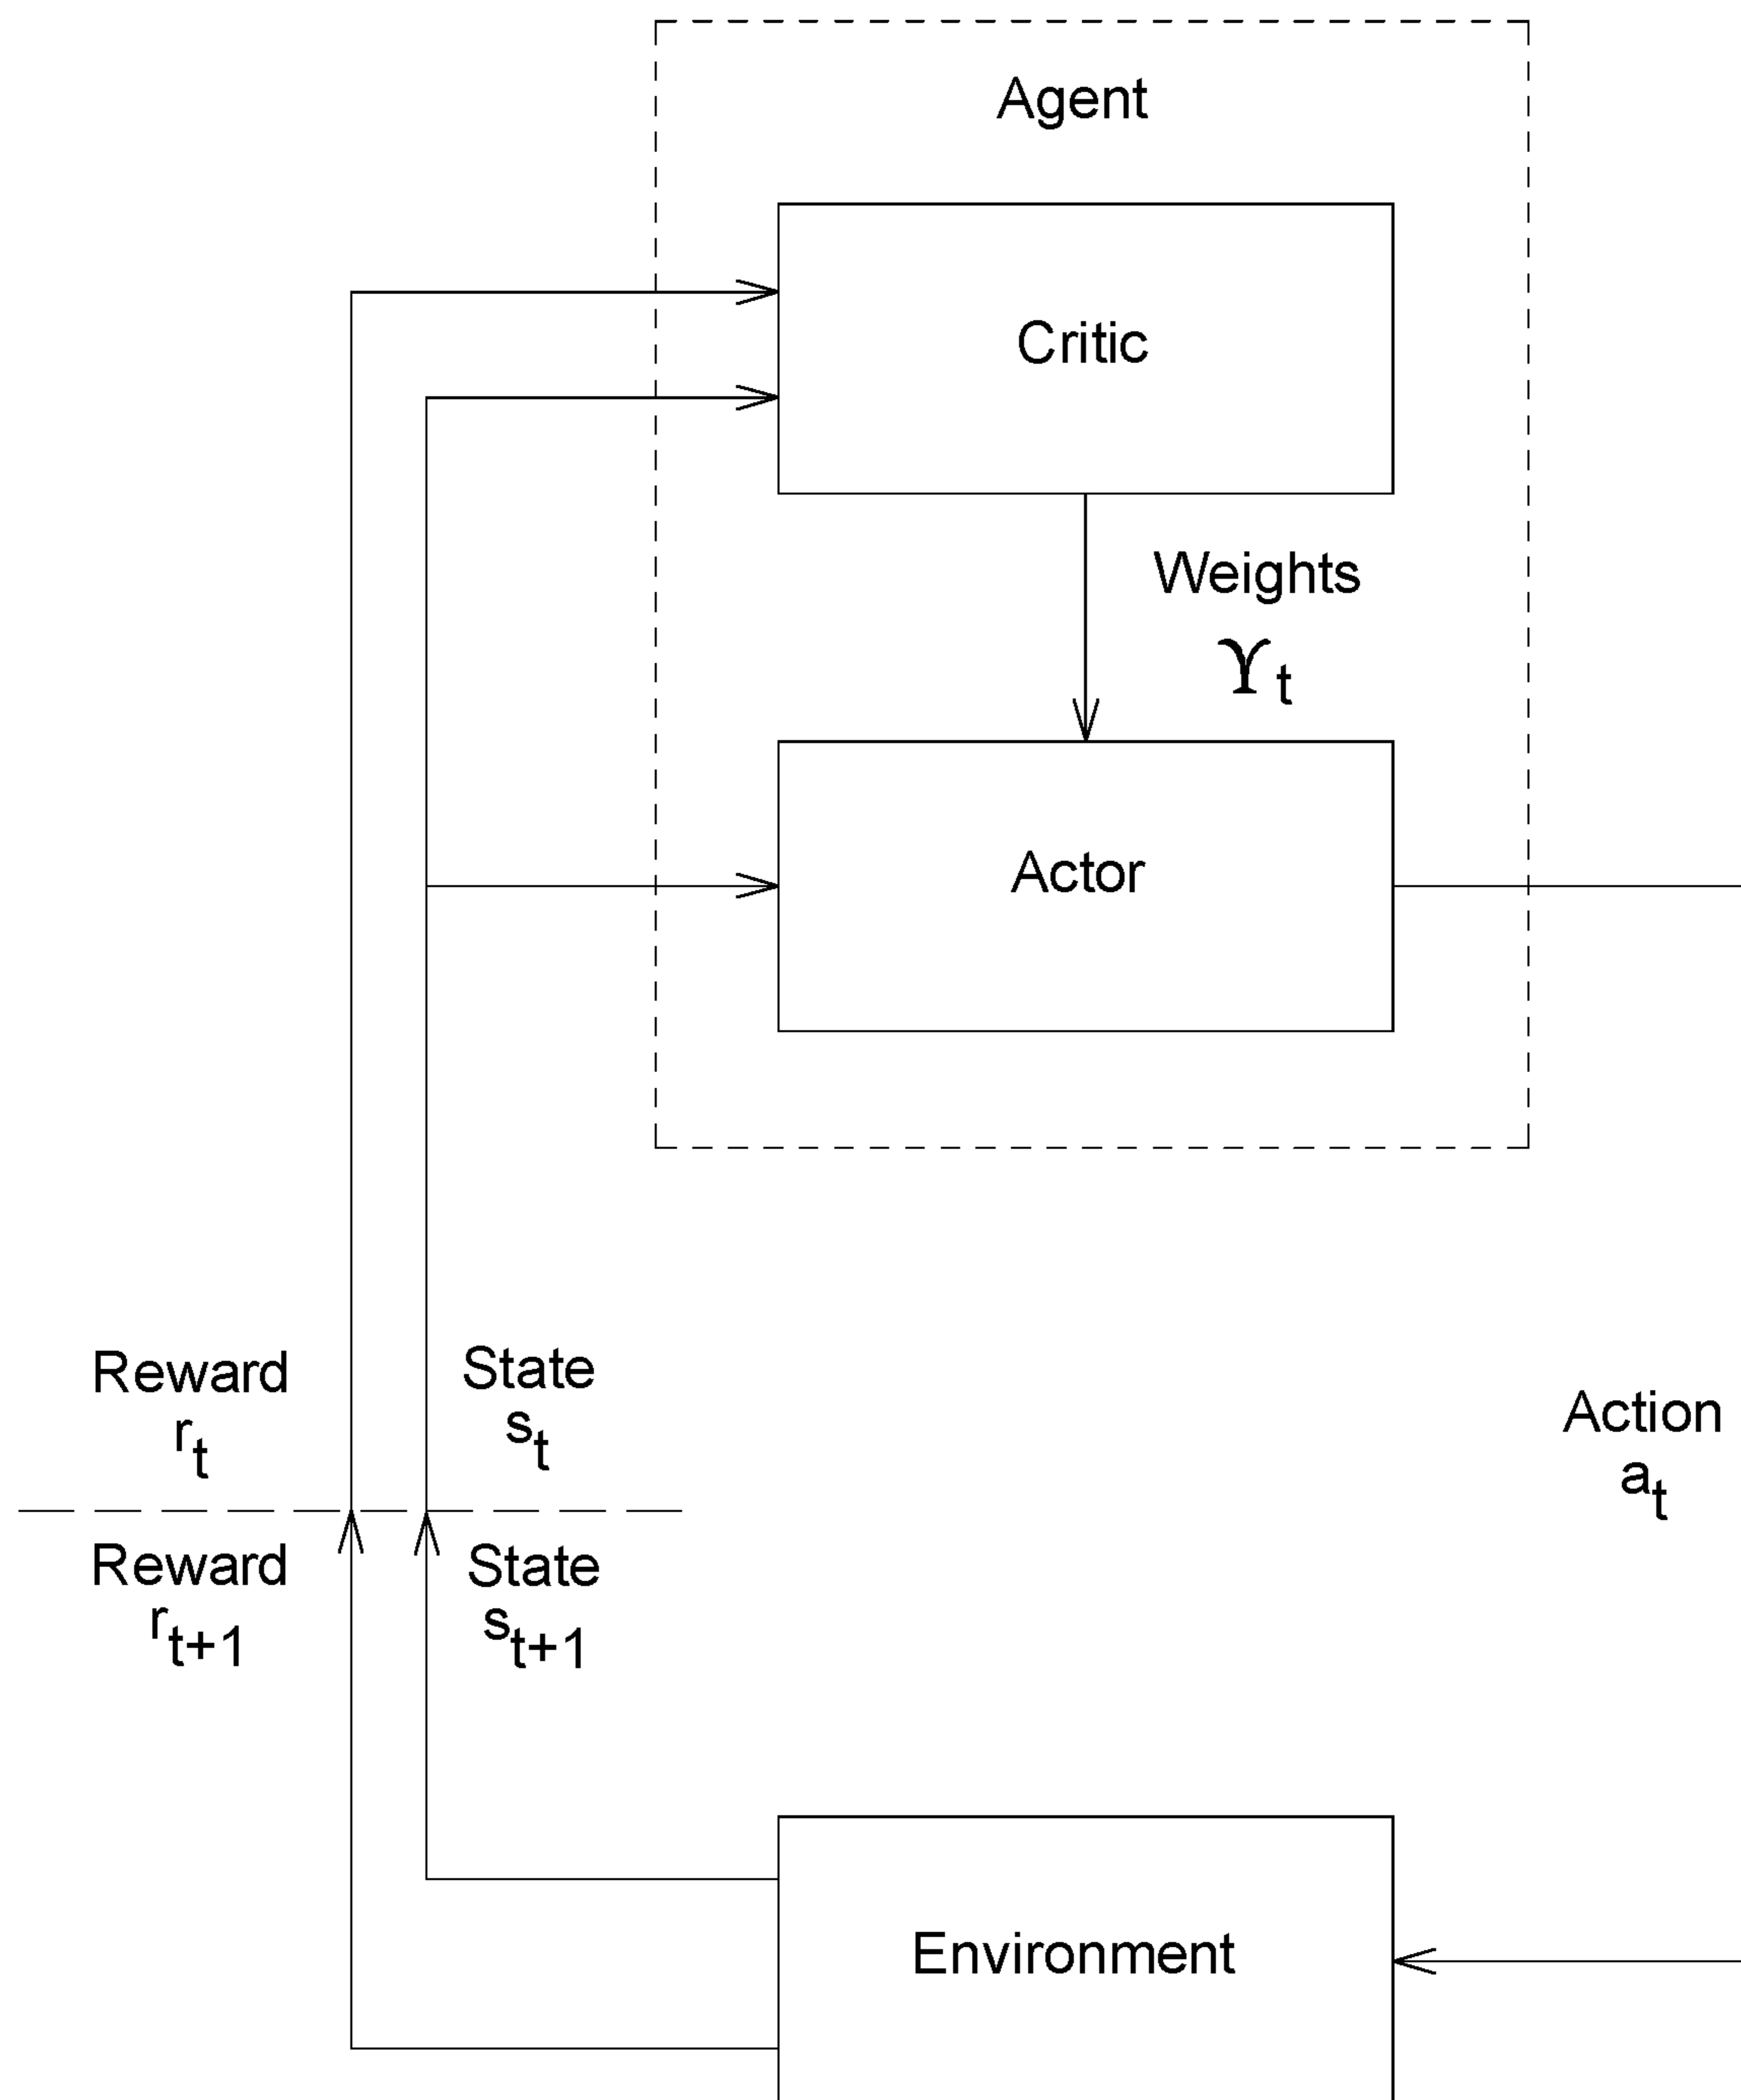 Agent
Critic
Weights
ϒt
Actor
Reward
rt
State
st
Action
at
Reward
rt+1
State
st+1
Environment